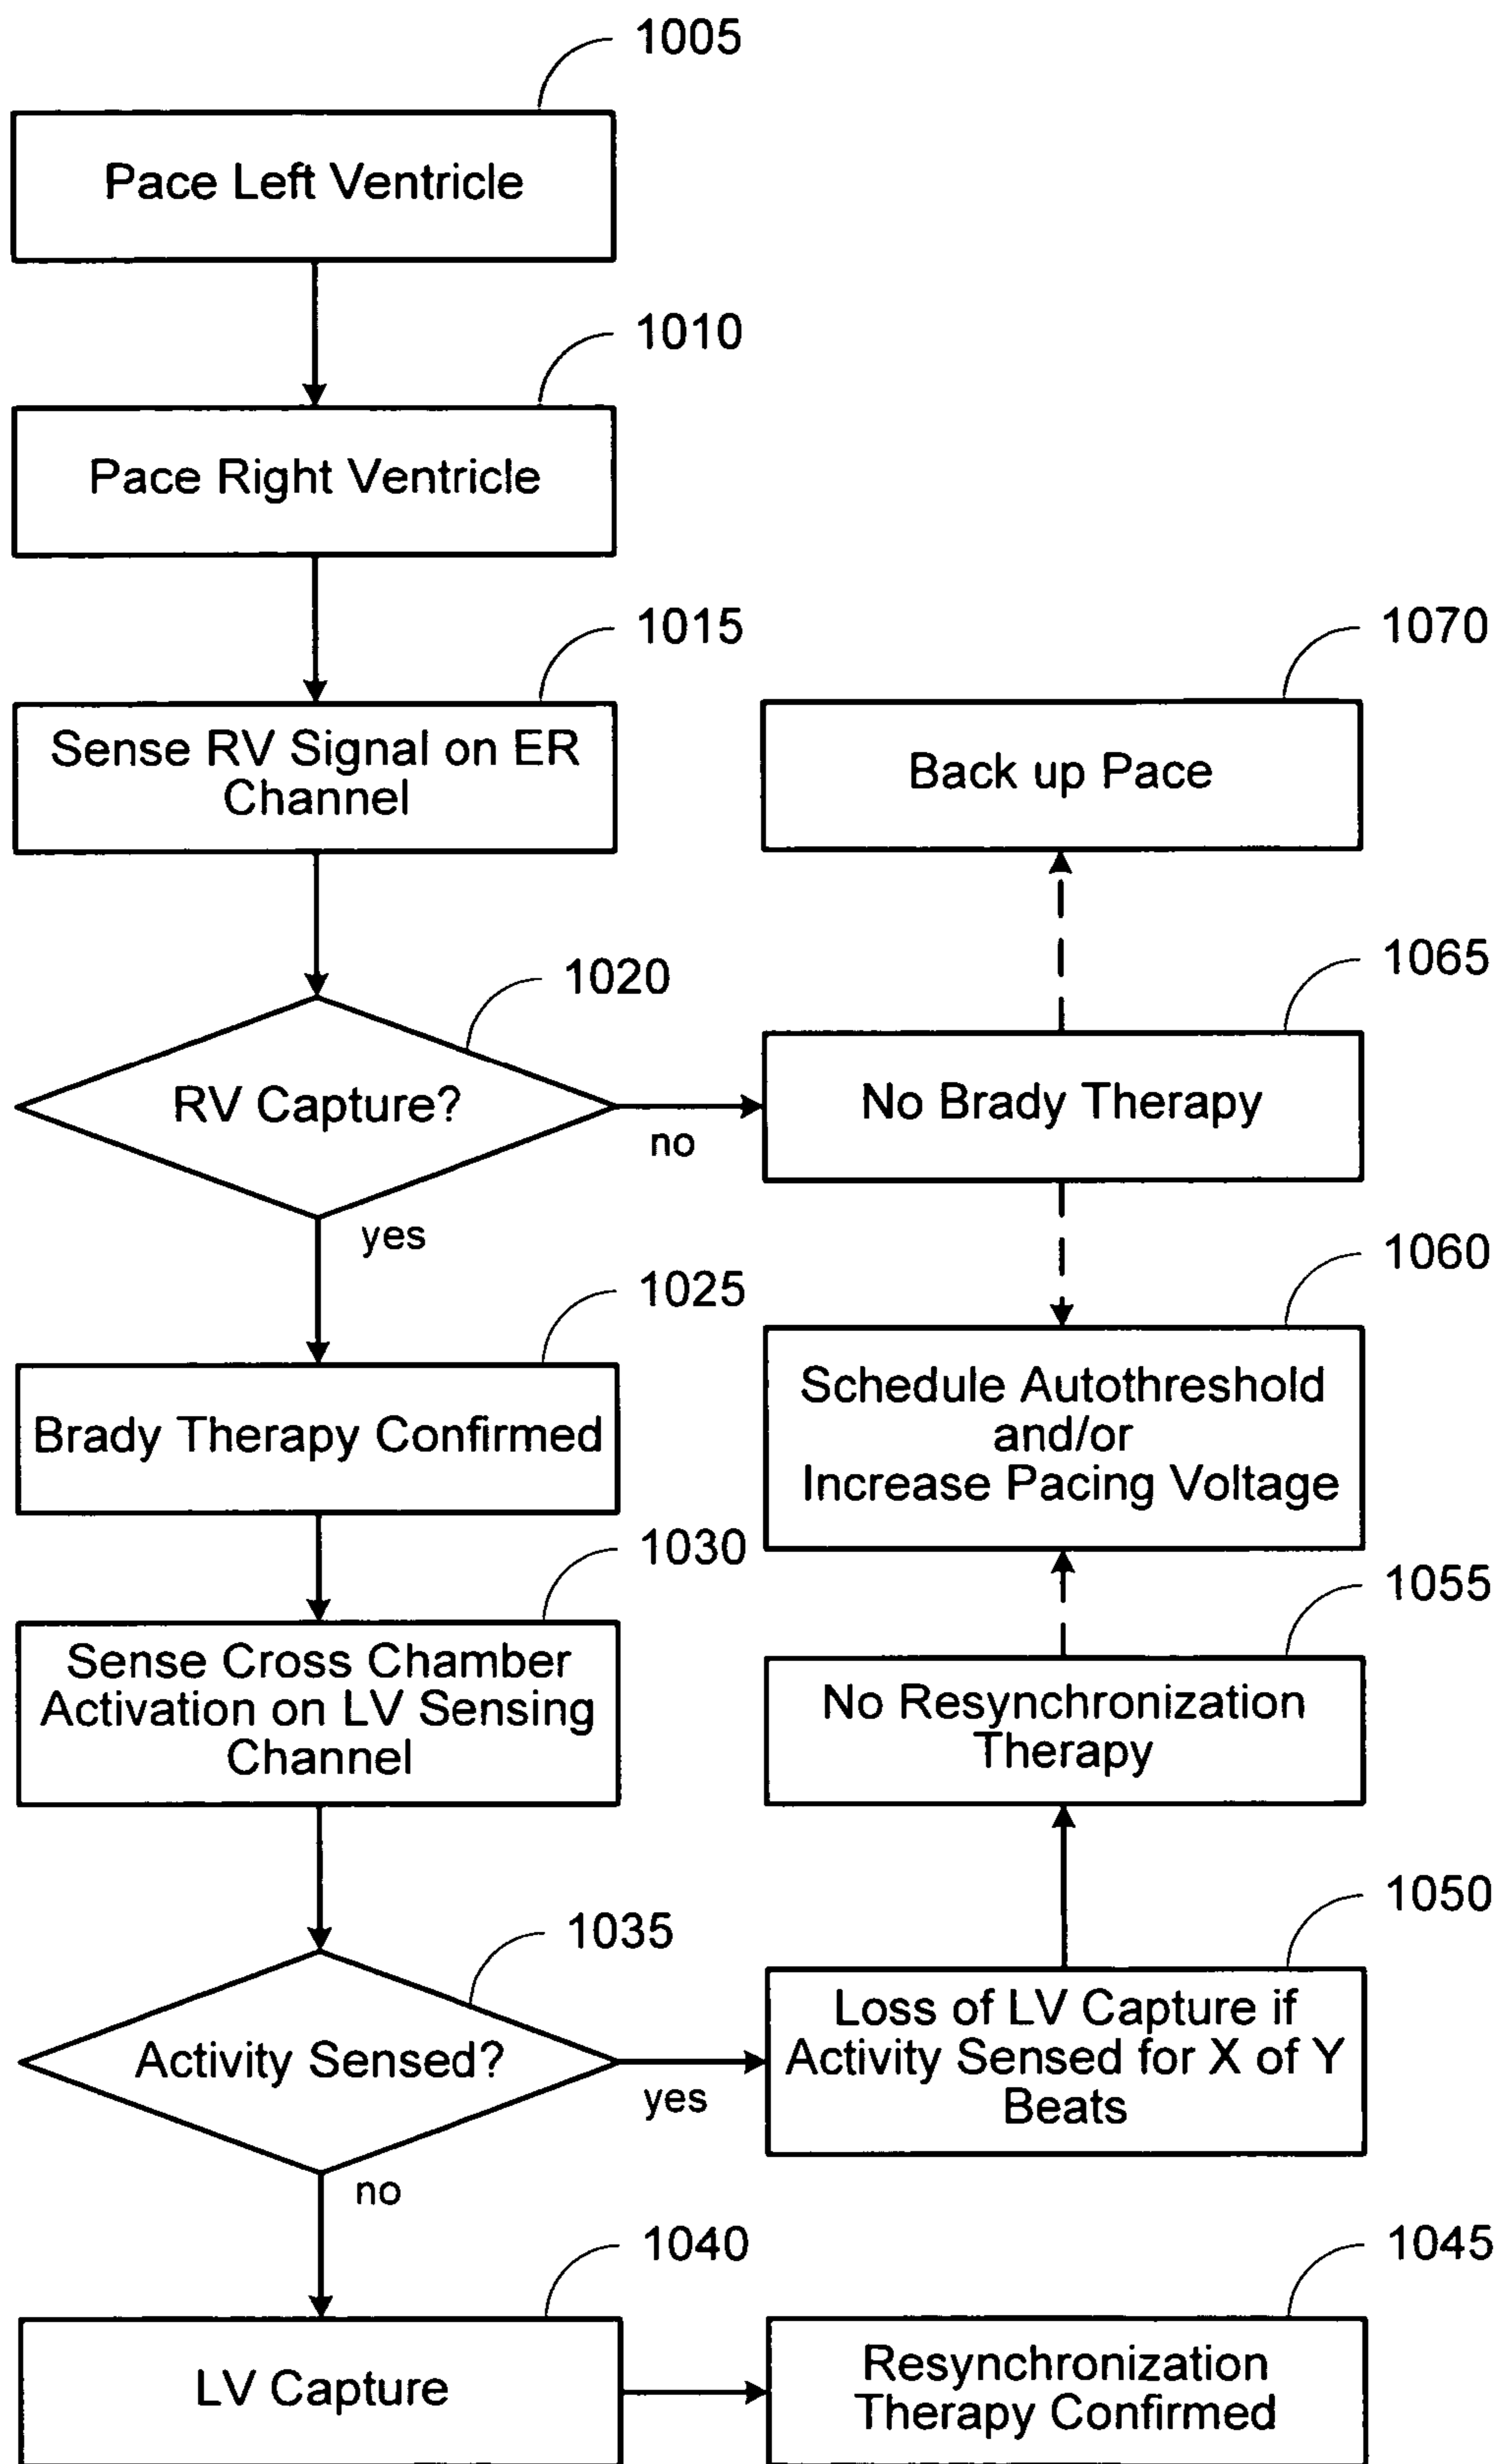 1005
Pace Left Ventricle
1010
Pace Right Ventricle
1015
Sense RV Signal on ER
Channel
1070
Back up Pace
1020
RV Capture?
no
yes
1065
No Brady Therapy
1060
Schedule Autothreshold
and/or
Increase Pacing Voltage
1025
Brady Therapy Confirmed
1030
Sense Cross Chamber
Activation on LV Sensing
Channel
1055
No Resynchronization
Therapy
1035
Activity Sensed?
yes
no
1050
Loss of LV Capture if
Activity Sensed for X of Y
Beats
1040
LV Capture
1045
Resynchronization
Therapy Confirmed